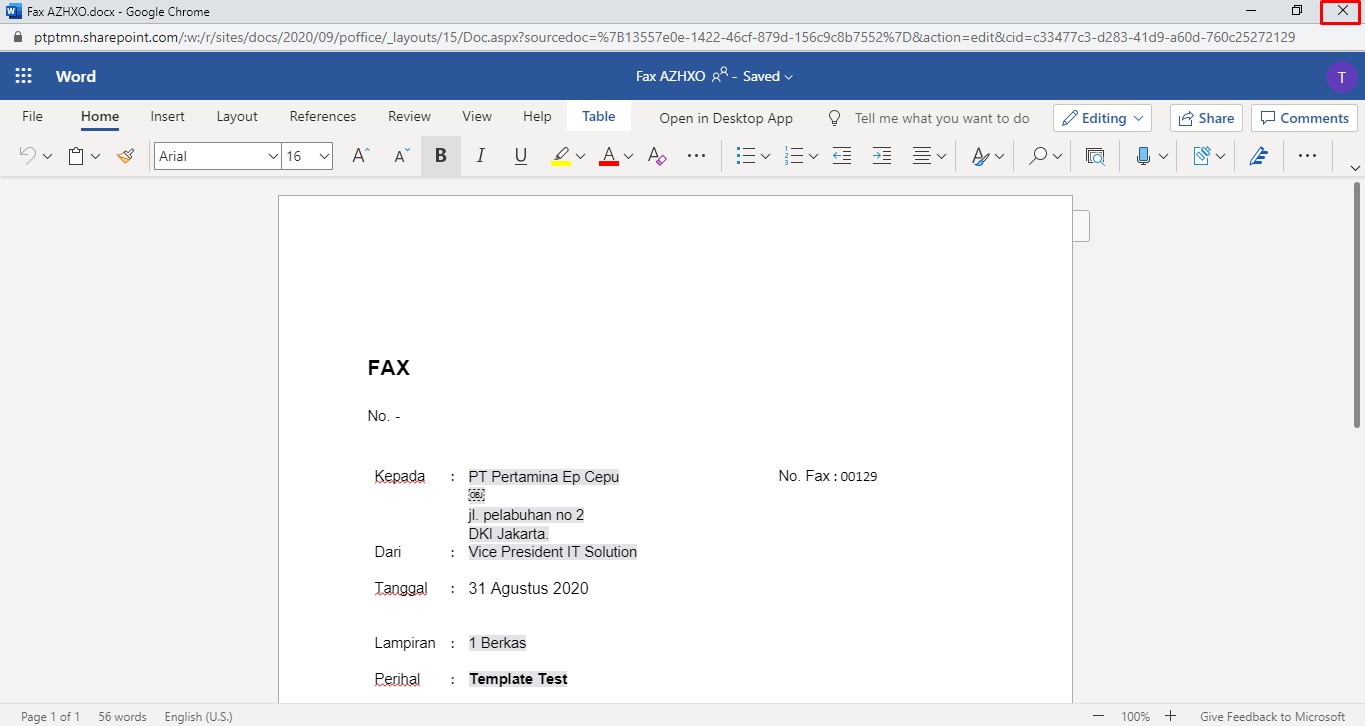 Fax AZHXO.docx - Google Chrome
ptptmn.sharepoint.com/:w:/r/sites/docs/2020/09/poffice/_layouts/15/Doc.aspx?sourcedoc=%7B13557e0e-1422-46cf-879d-156c9c8b7552%7D&action=edit&cid=c33477c3-d283-41d9-a60d-760c25272129
Word Fax AZHXO - Saved T
File Home Insert Layout References Review View Help Table Open in Desktop App Tell me what you want to do Editing Share Comments
Arial 16 A A B I U A A
FAX
No. -
Kepada : PT Pertamina Ep Cepu No. Fax : 00129
OBJ
jl. pelabuhan no 2
DKI Jakarta.
Dari : Vice President IT Solution
Tanggal : 31 Agustus 2020
Lampiran : 1 Berkas
Perihal : Template Test
Page 1 of 1 56 words English (U.S.) 100% Give Feedback to Microsoft